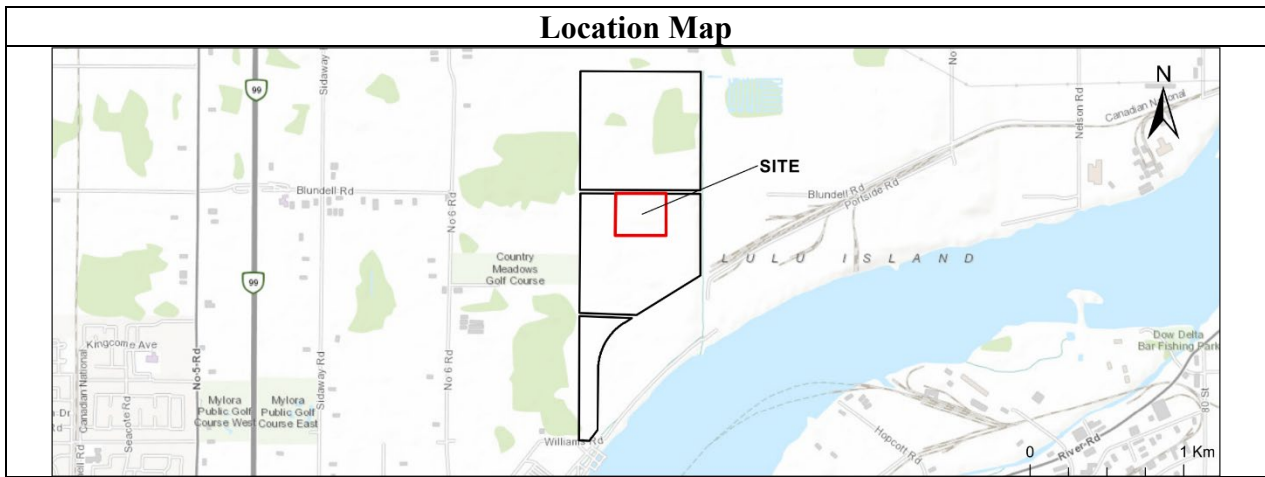 Location Map
99
Sidaway
No
N
Canadian National
Nelson Rd
SITE
Blundell Rd
No 6 Rd
Blundell Rd
Portside Rd
Country
Meadows
Golf Course
LULU ISLAND
99
Kingcome Ave
Canadian National
Seacote Rd
No 5 Rd
Sidaway Rd
No 6 Rd
Mylora
Public Golf
Course West
Mylora
Public Golf
Course East
Williams Rd
Dow Delta
Bar Fishing Park
80 St
Hopcott Rd
River Rd
0
1 Km